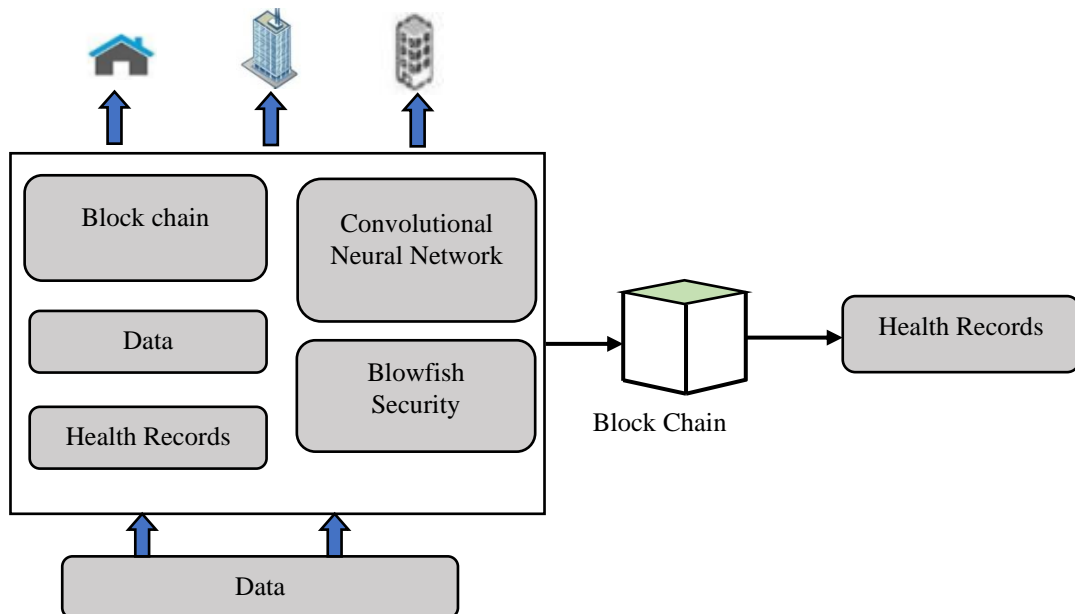 Block chain
Convolutional
Neural Network
Data
Blowfish
Security
Health Records
Block Chain
Health Records
Data